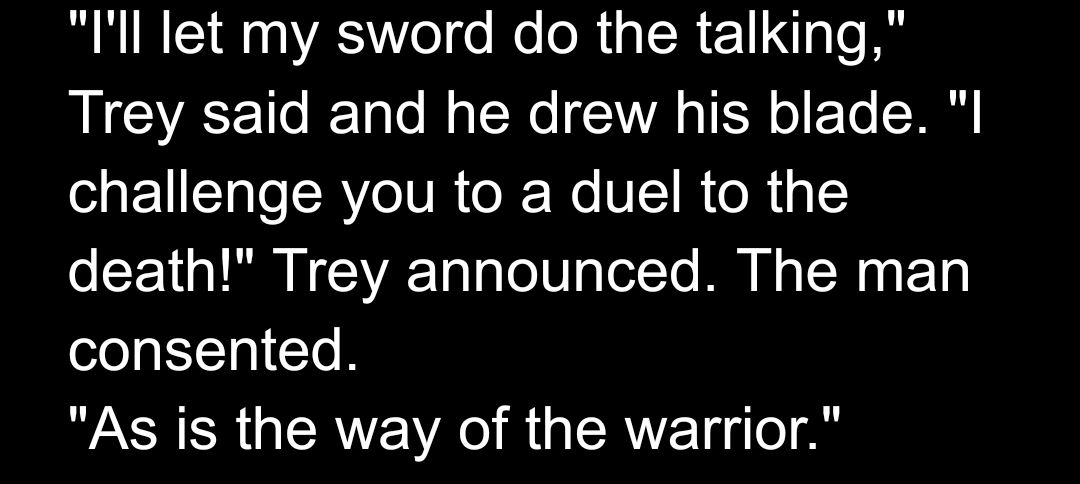 "I'll let my sword do the talking,"
Trey said and he drew his blade. "I
challenge you to a duel to the
death!" Trey announced. The man
consented.
"As is the way of the warrior."